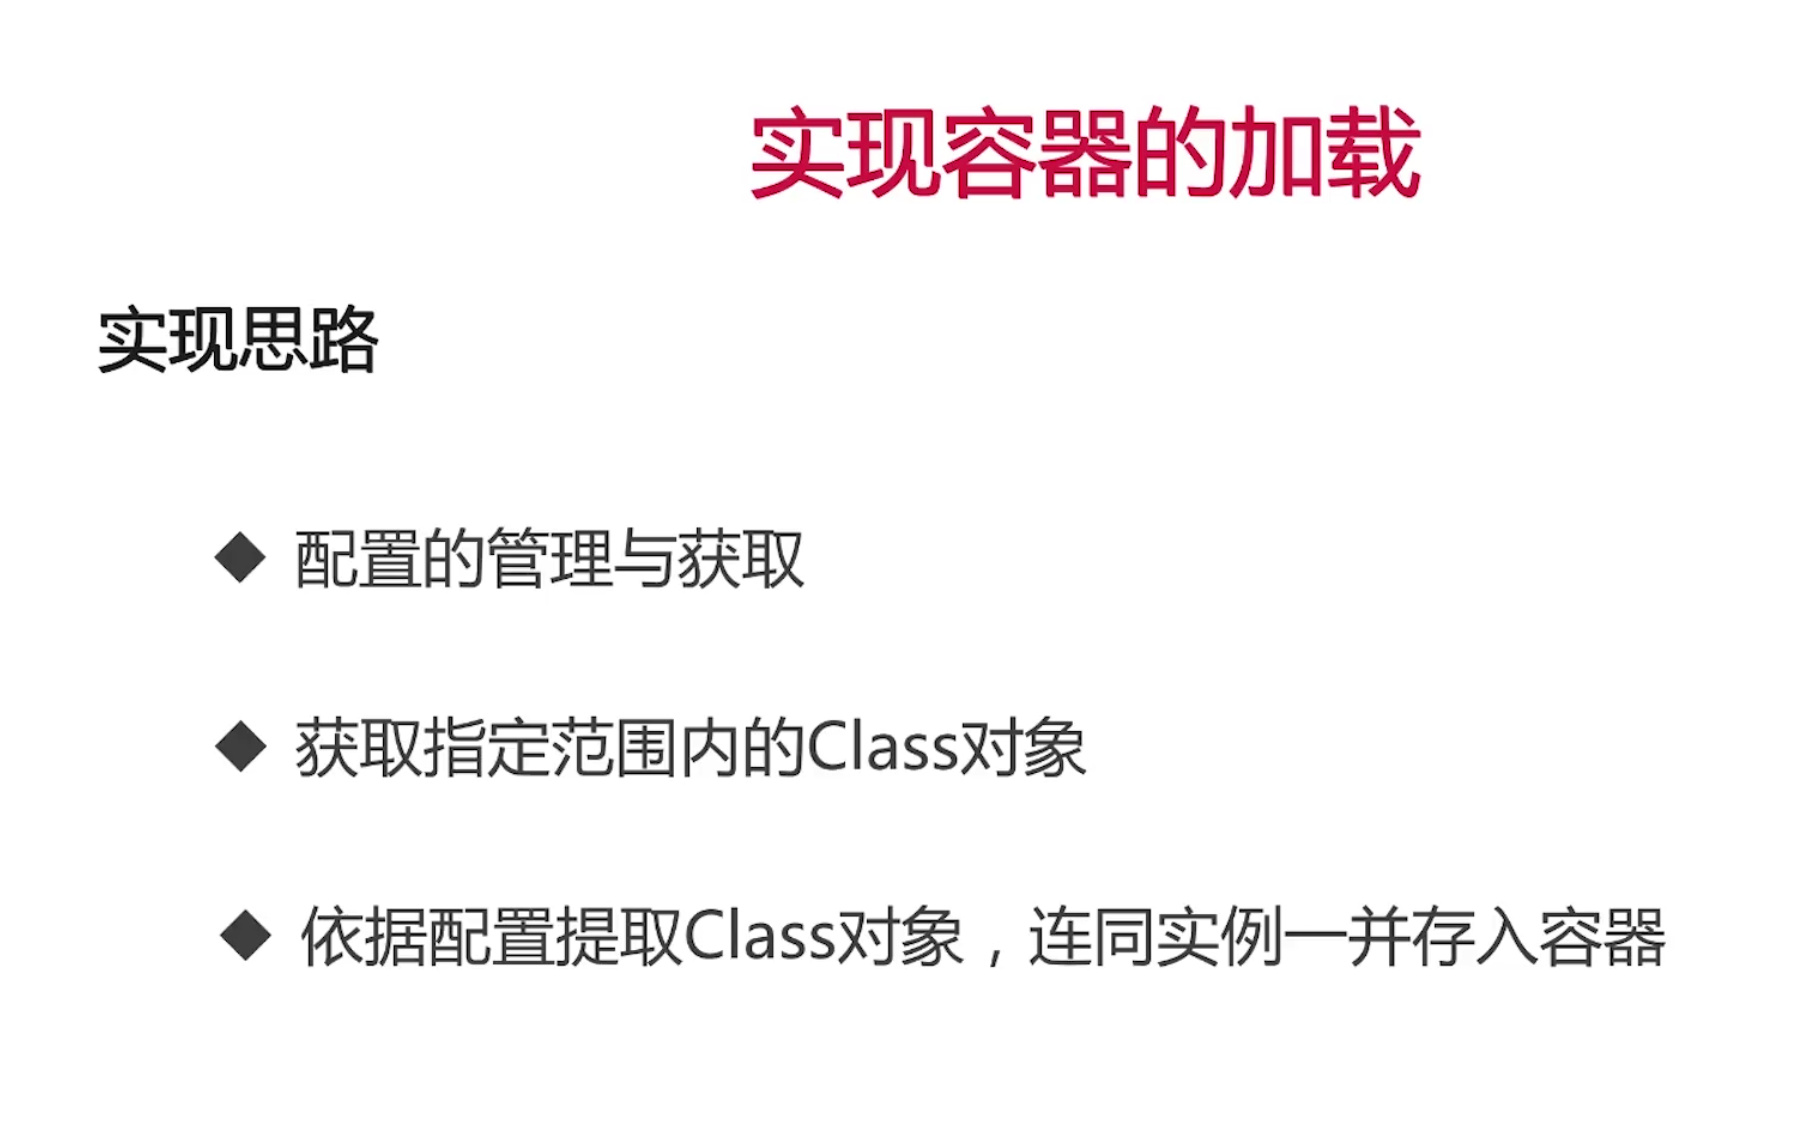 实现容器的加载
实现思路
◆ 配置的管理与获取
◆ 获取指定范围内的Class对象
◆ 依据配置提取Class对象，连同实例一并存入容器